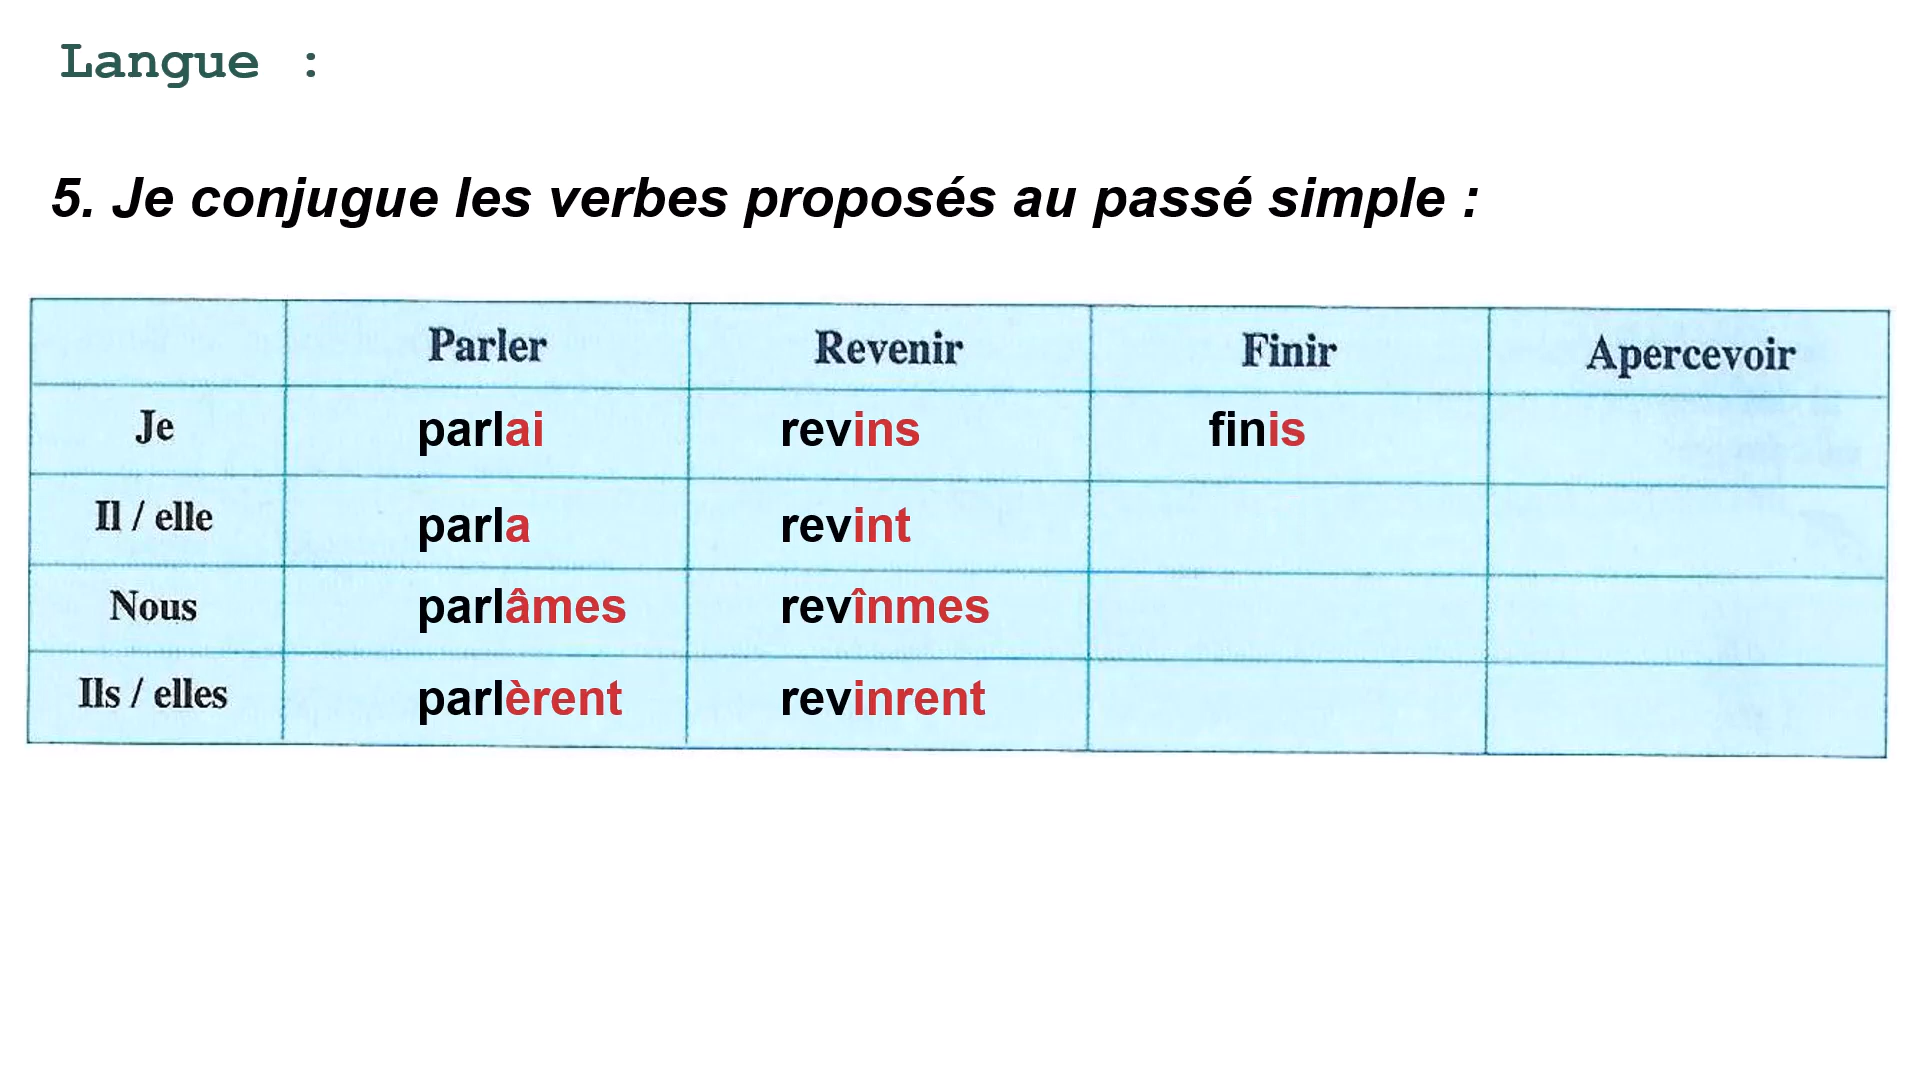 Langue :
5. Je conjugue les verbes proposés au passé simple :
Parler Revenir Finir Apercevoir
Je parlai revins finis
Il / elle parla revint
Nous parlâmes revînmes
Ils / elles parlèrent revinrent